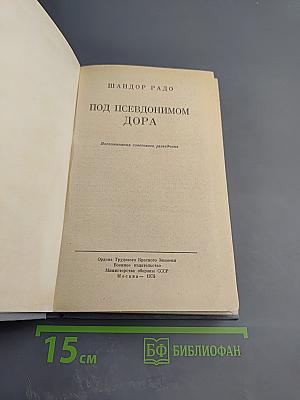 ШАНДОР РАДО
ПОД ПСЕВДОНИМОМ
ДОРА
Воспоминания советского разведчика
Ордена Трудового Красного Знамени
Военное издательство
Министерства обороны СССР
Москва — 1973
15 см
БФ БИБЛИОФАН